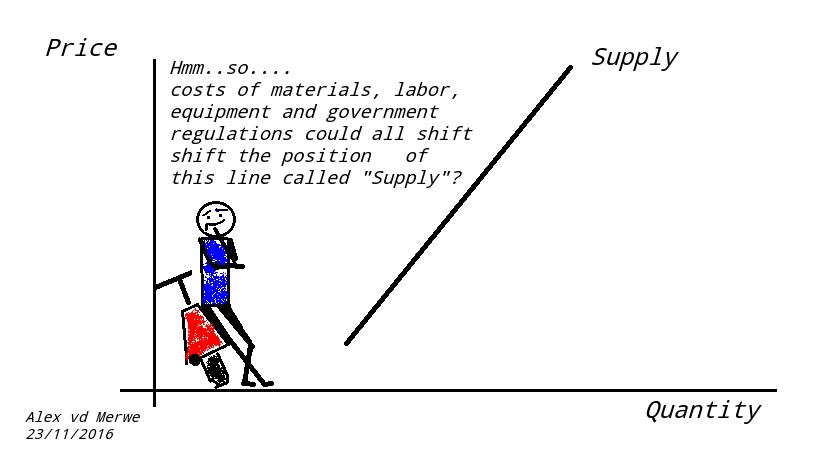 Price
Supply
Hmm..so....
costs of materials, labor,
equipment and government
regulations could all shift
shift the position of
this line called "Supply"?
Quantity
Alex vd Merwe
23/11/2016